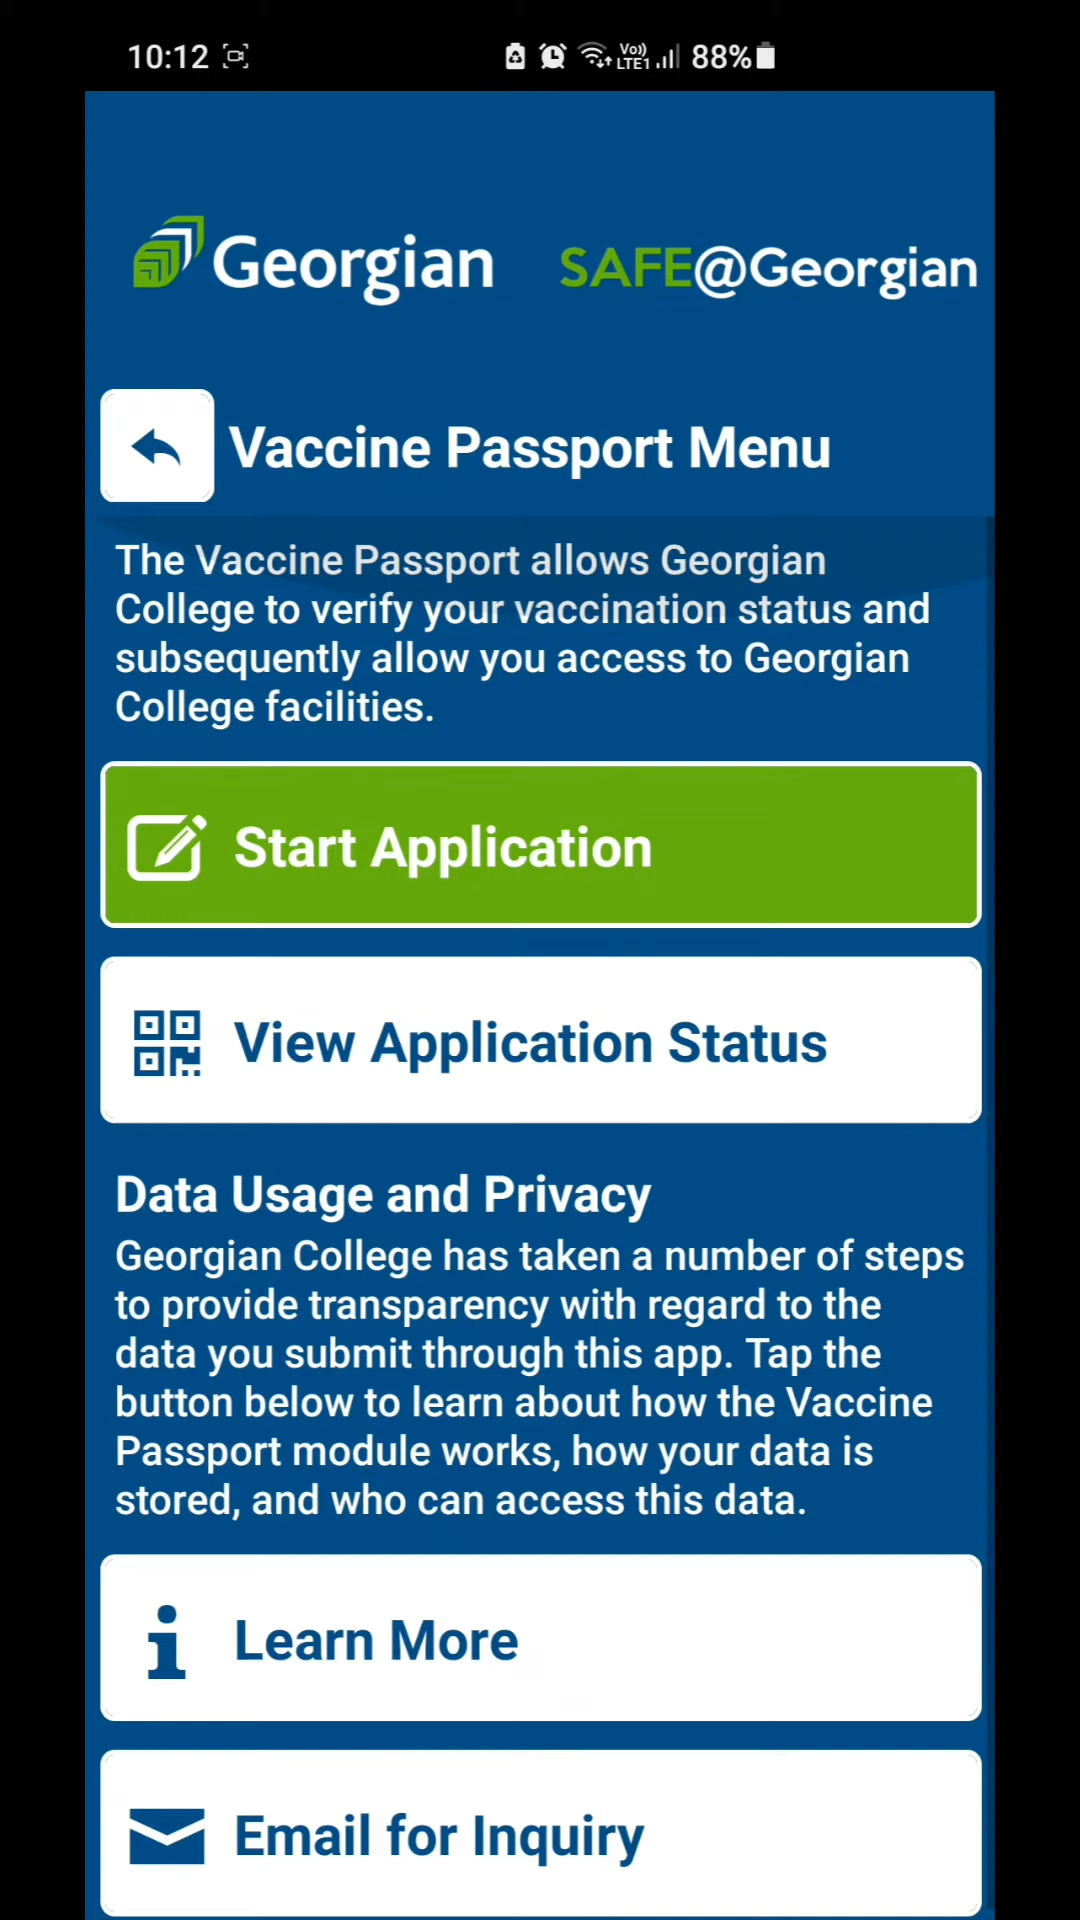 10:12 Vo)) LTE1 88%
Georgian SAFE@Georgian
Vaccine Passport Menu
The Vaccine Passport allows Georgian
College to verify your vaccination status and
subsequently allow you access to Georgian
College facilities.
Start Application
View Application Status
Data Usage and Privacy
Georgian College has taken a number of steps
to provide transparency with regard to the
data you submit through this app. Tap the
button below to learn about how the Vaccine
Passport module works, how your data is
stored, and who can access this data.
Learn More
Email for Inquiry